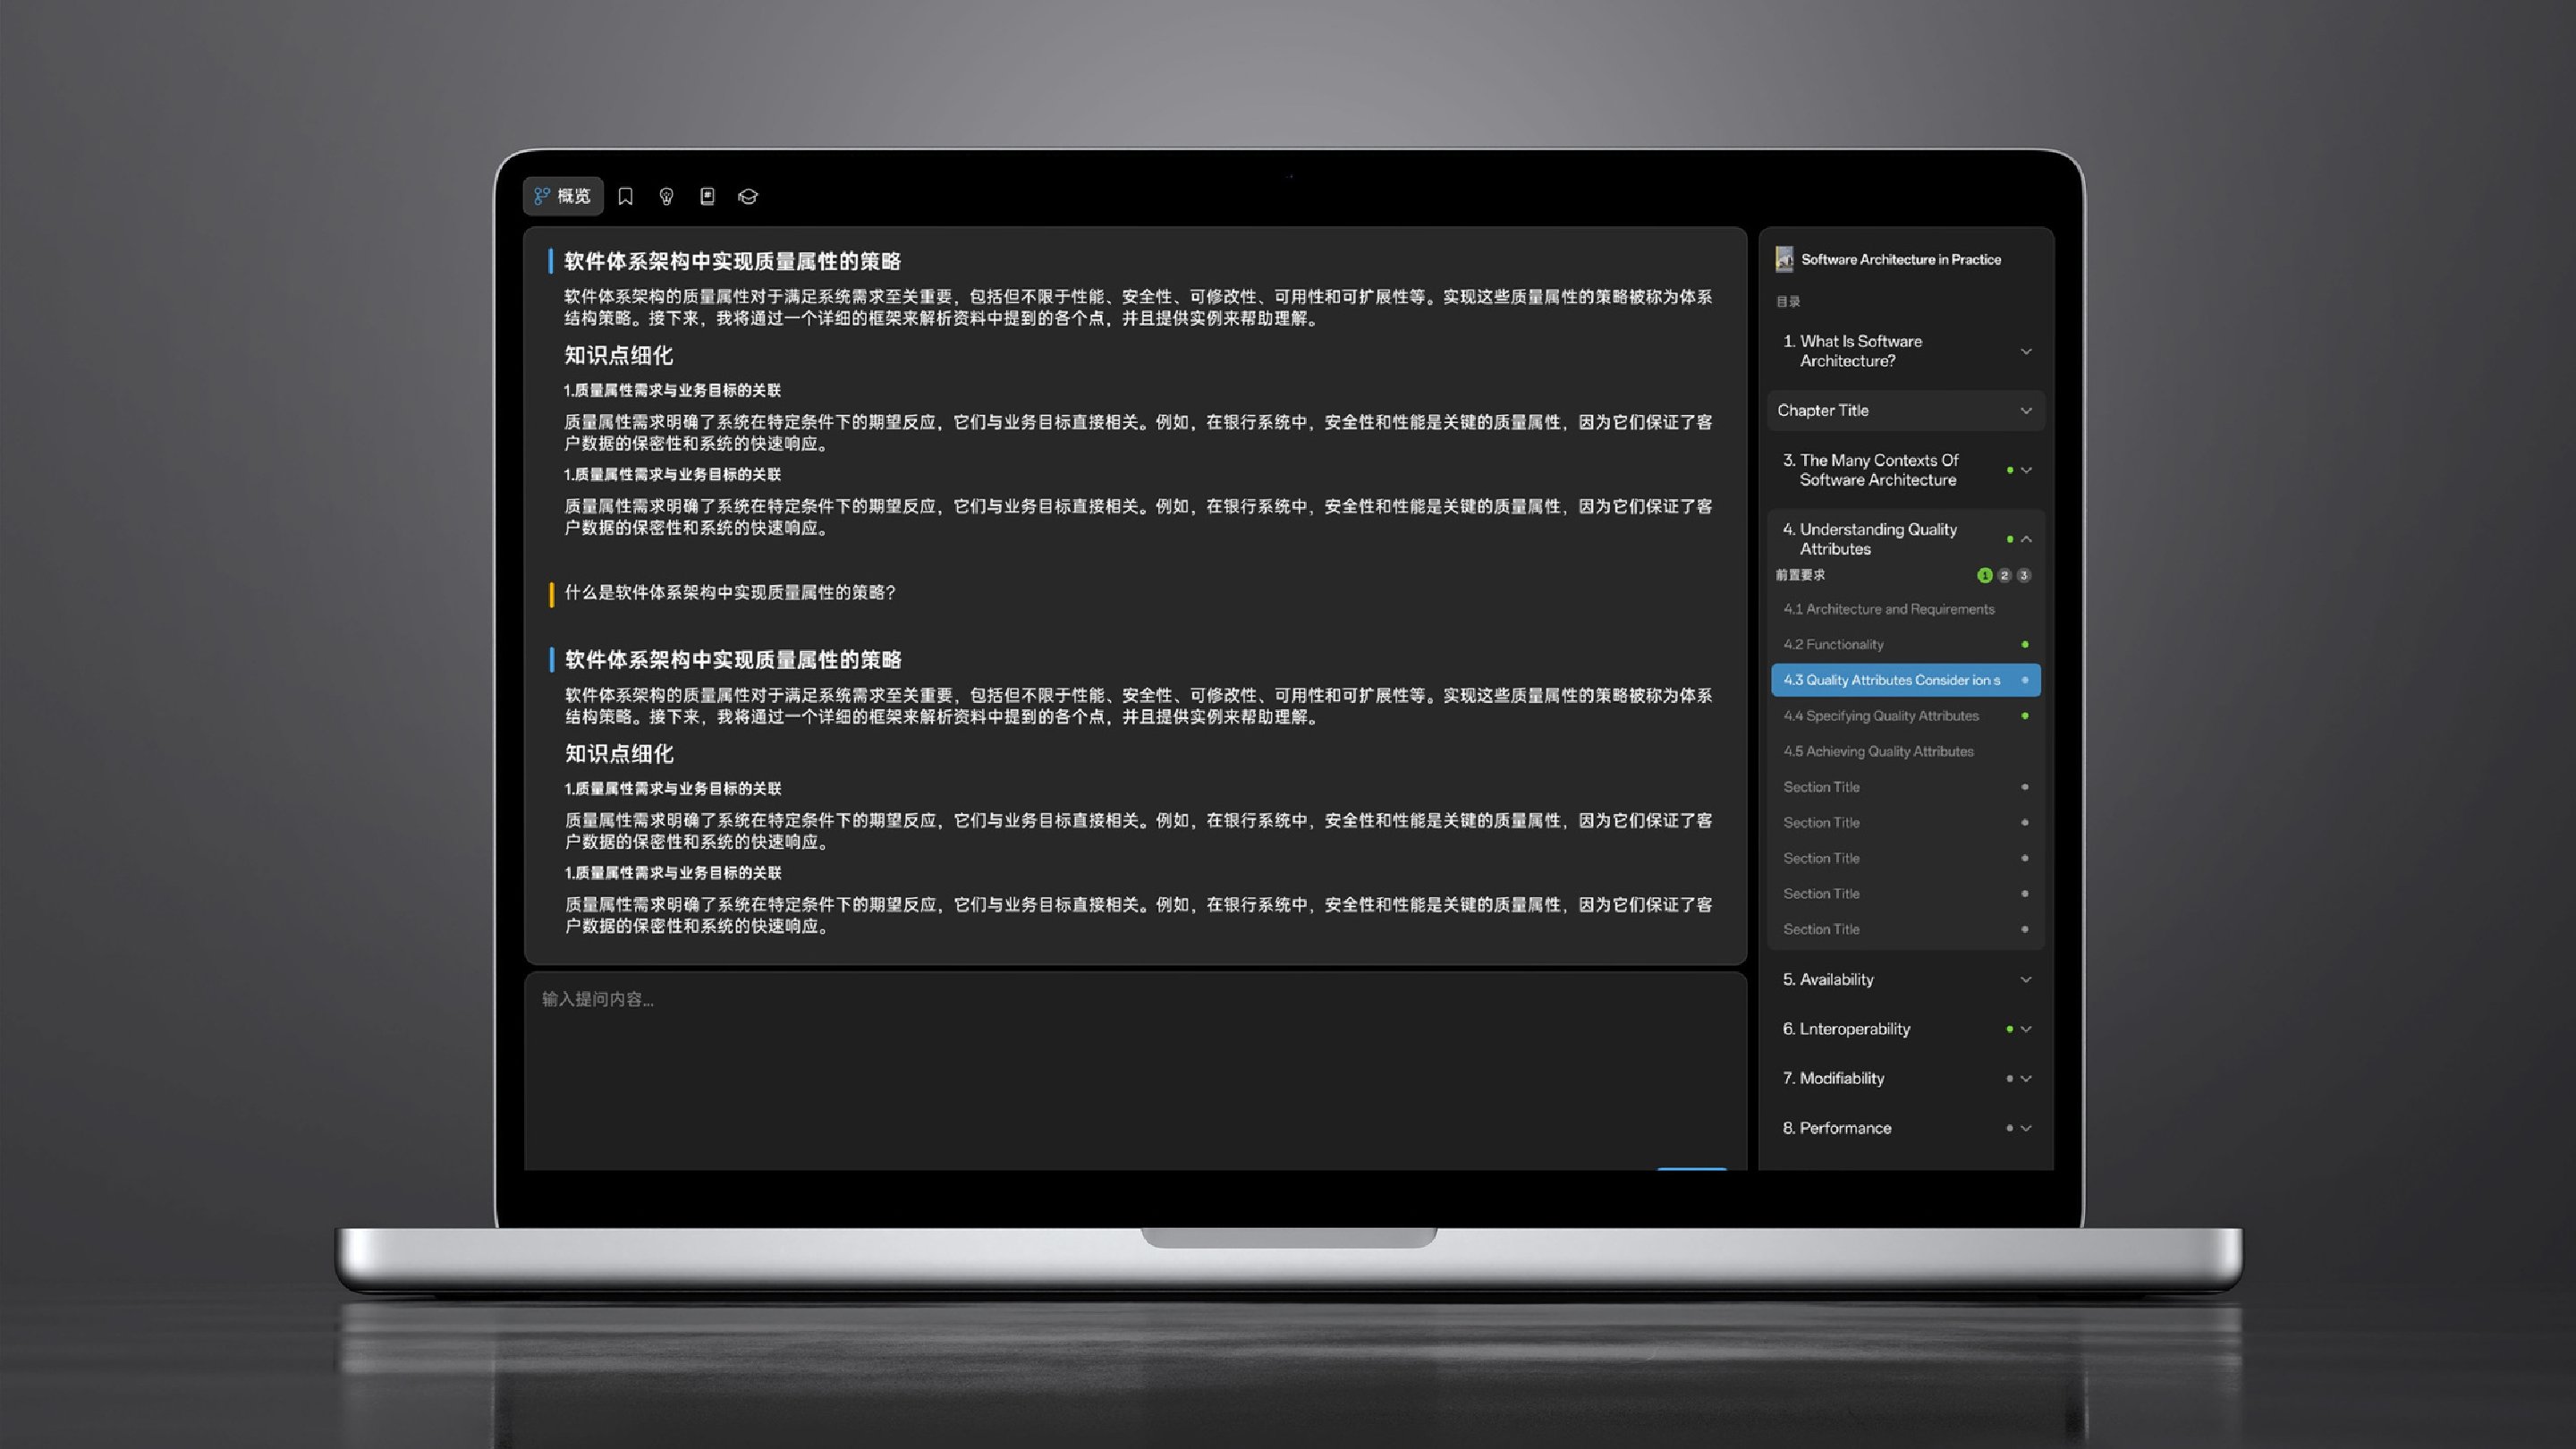 概览
软件体系架构中实现质量属性的策略
软件体系架构的质量属性对于满足系统需求至关重要，包括但不限于性能、安全性、可修改性、可用性和可扩展性等。实现这些质量属性的策略被称为体系
结构策略。接下来，我将通过一个详细的框架来解析资料中提到的各个点，并且提供实例来帮助理解。
知识点细化
1.质量属性需求与业务目标的关联
质量属性需求明确了系统在特定条件下的期望反应，它们与业务目标直接相关。例如，在银行系统中，安全性和性能是关键的质量属性，因为它们保证了客
户数据的保密性和系统的快速响应。
1.质量属性需求与业务目标的关联
质量属性需求明确了系统在特定条件下的期望反应，它们与业务目标直接相关。例如，在银行系统中，安全性和性能是关键的质量属性，因为它们保证了客
户数据的保密性和系统的快速响应。
什么是软件体系架构中实现质量属性的策略？
软件体系架构中实现质量属性的策略
软件体系架构的质量属性对于满足系统需求至关重要，包括但不限于性能、安全性、可修改性、可用性和可扩展性等。实现这些质量属性的策略被称为体系
结构策略。接下来，我将通过一个详细的框架来解析资料中提到的各个点，并且提供实例来帮助理解。
知识点细化
1.质量属性需求与业务目标的关联
质量属性需求明确了系统在特定条件下的期望反应，它们与业务目标直接相关。例如，在银行系统中，安全性和性能是关键的质量属性，因为它们保证了客
户数据的保密性和系统的快速响应。
1.质量属性需求与业务目标的关联
质量属性需求明确了系统在特定条件下的期望反应，它们与业务目标直接相关。例如，在银行系统中，安全性和性能是关键的质量属性，因为它们保证了客
户数据的保密性和系统的快速响应。
输入提问内容...
Software Architecture in Practice
目录
1. What Is Software
Architecture?
Chapter Title
3. The Many Contexts Of
Software Architecture
4. Understanding Quality
Attributes
前置要求 1 2 3
4.1 Architecture and Requirements
4.2 Functionality
4.3 Quality Attributes Consider ion s
4.4 Specifying Quality Attributes
4.5 Achieving Quality Attributes
Section Title
Section Title
Section Title
Section Title
Section Title
5. Availability
6. Lnteroperability
7. Modifiability
8. Performance